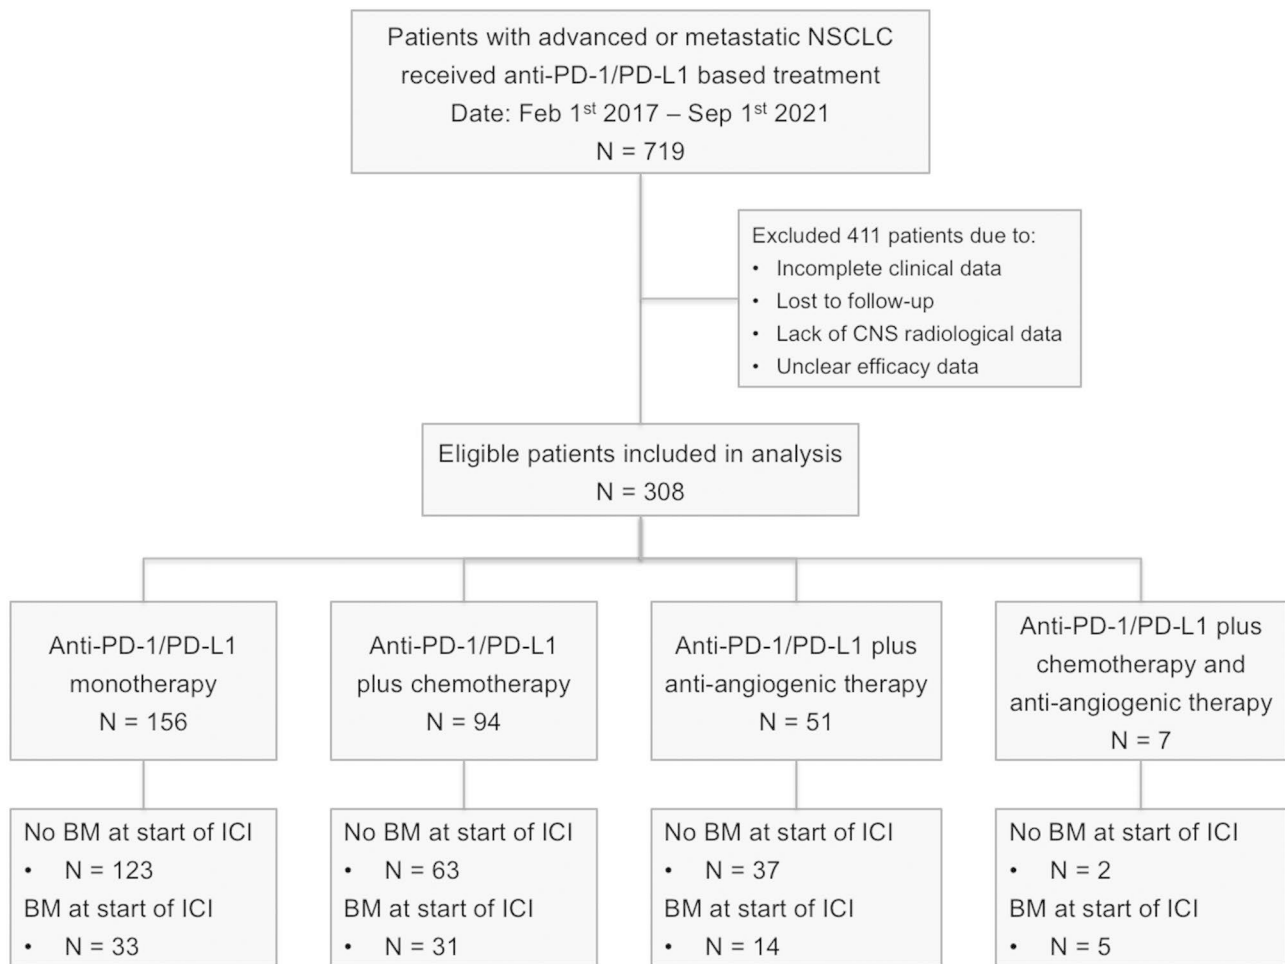 Patients with advanced or metastatic NSCLC
received anti-PD-1/PD-L1 based treatment
Date: Feb 1st 2017 – Sep 1st 2021
N = 719
Excluded 411 patients due to:
• Incomplete clinical data
• Lost to follow-up
• Lack of CNS radiological data
• Unclear efficacy data
Eligible patients included in analysis
N = 308
Anti-PD-1/PD-L1
monotherapy
N = 156
Anti-PD-1/PD-L1
plus chemotherapy
N = 94
Anti-PD-1/PD-L1 plus
anti-angiogenic therapy
N = 51
Anti-PD-1/PD-L1 plus
chemotherapy and
anti-angiogenic therapy
N = 7
No BM at start of ICI
• N = 123
BM at start of ICI
• N = 33
No BM at start of ICI
• N = 63
BM at start of ICI
• N = 31
No BM at start of ICI
• N = 37
BM at start of ICI
• N = 14
No BM at start of ICI
• N = 2
BM at start of ICI
• N = 5